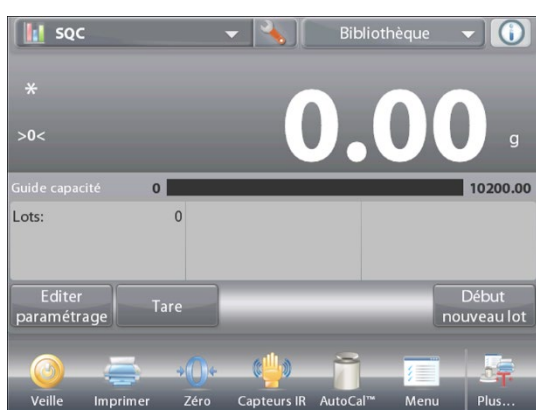 SQC Bibliothèque
*
>0< 0.00 g
Guide capacité 0 10200.00
Lots: 0
Editer paramétrage
Tare
Début nouveau lot
Veille Imprimer Zéro Capteurs IR AutoCal™ Menu Plus...